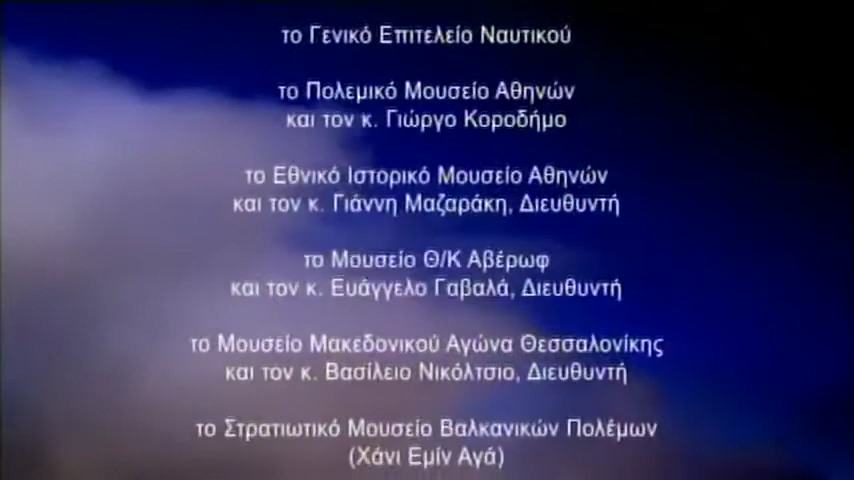 το Γενικό Επιτελείο Ναυτικού
το Πολεμικό Μουσείο Αθηνών
και τον κ. Γιώργο Κοροδήμο
το Εθνικό Ιστορικό Μουσείο Αθηνών
και τον κ. Γιάννη Μαζαράκη, Διευθυντή
το Μουσείο Θ/Κ Αβέρωφ
και τον κ. Ευάγγελο Γαβαλά, Διευθυντή
το Μουσείο Μακεδονικού Αγώνα Θεσσαλονίκης
και τον κ. Βασίλειο Νικόλτσιο, Διευθυντή
το Στρατιωτικό Μουσείο Βαλκανικών Πολέμων
(Χάνι Εμίν Αγά)